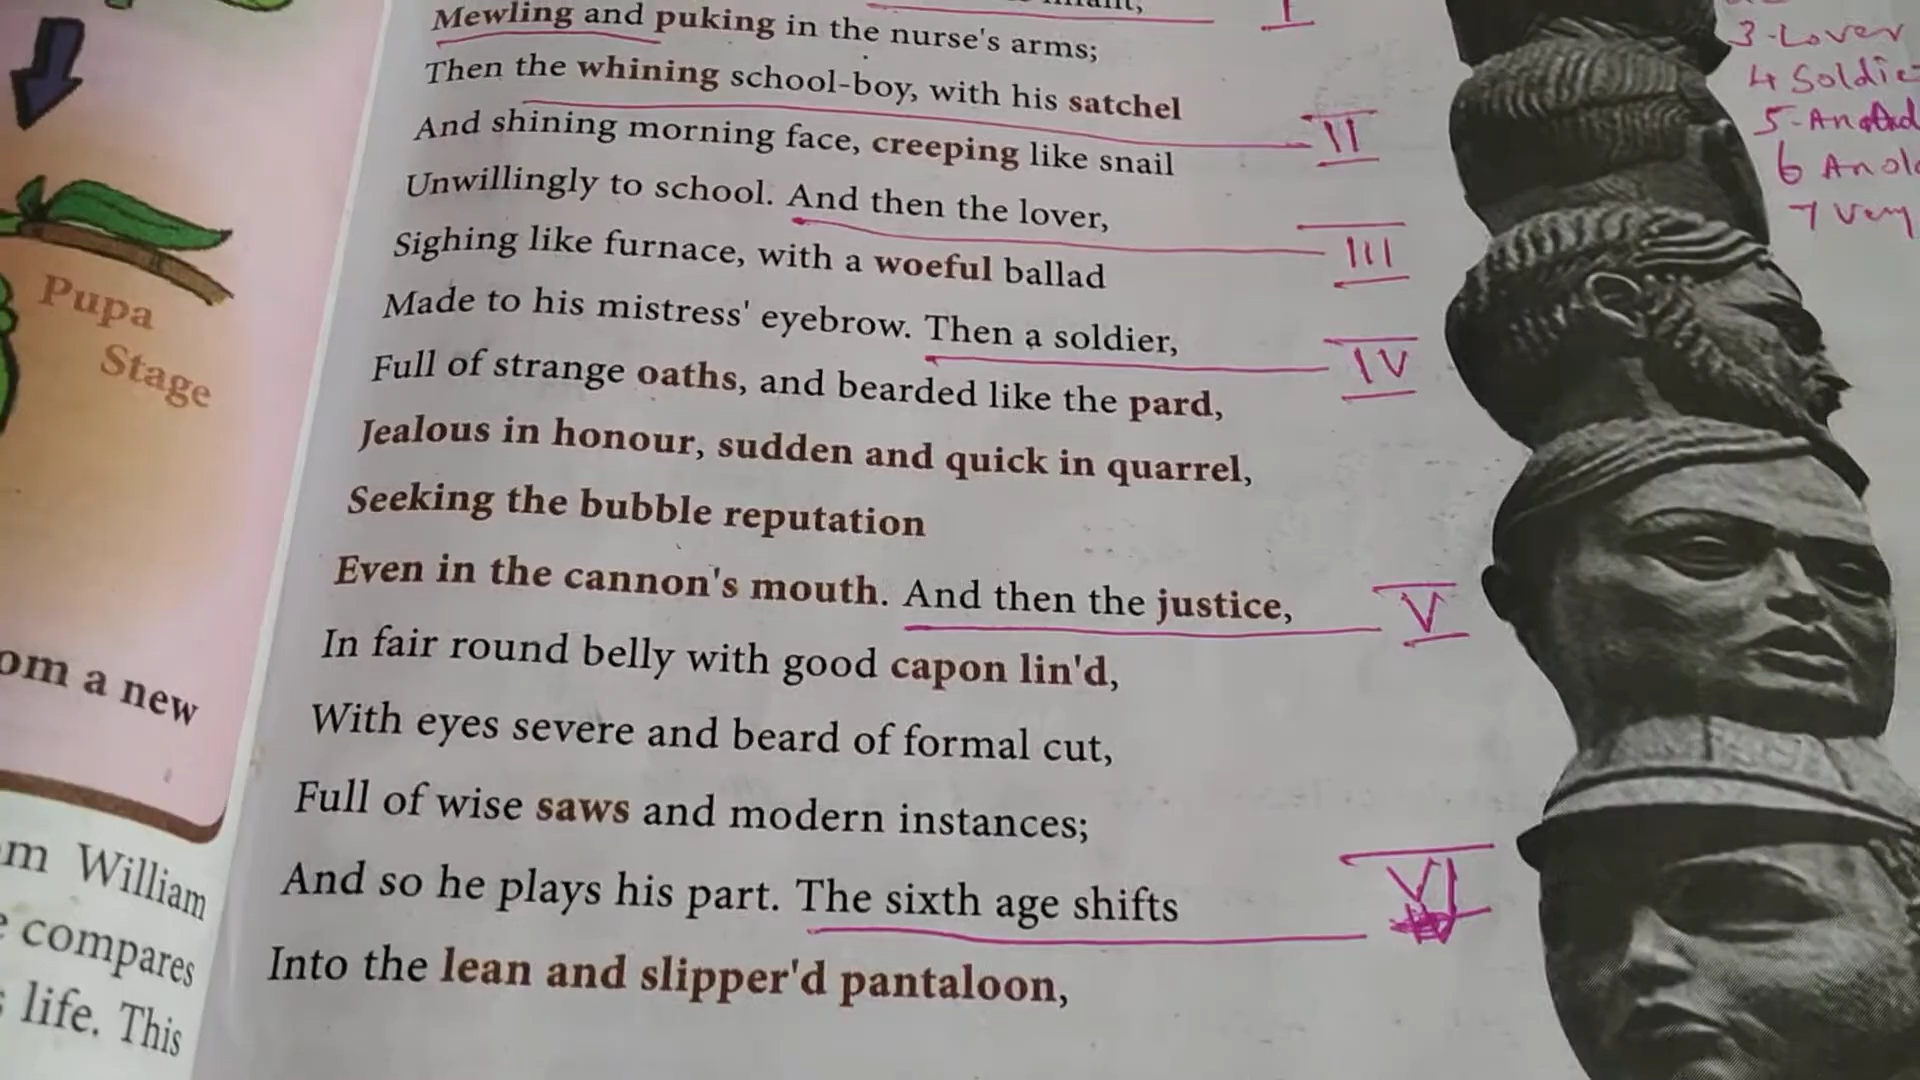 Mewling and puking in the nurse's arms;
Then the whining school-boy, with his satchel
And shining morning face, creeping like snail
Unwillingly to school. And then the lover,
Sighing like furnace, with a woeful ballad
Made to his mistress' eyebrow. Then a soldier,
Full of strange oaths, and bearded like the pard,
Jealous in honour, sudden and quick in quarrel,
Seeking the bubble reputation
Even in the cannon's mouth. And then the justice,
In fair round belly with good capon lin'd,
With eyes severe and beard of formal cut,
Full of wise saws and modern instances;
And so he plays his part. The sixth age shifts
Into the lean and slipper'd pantaloon,
I
II
III
IV
V
VI
3-Lover
4 Soldie
5-
6 An ol
7 Very
Pupa
Stage
om a new
m William
compares
life. This